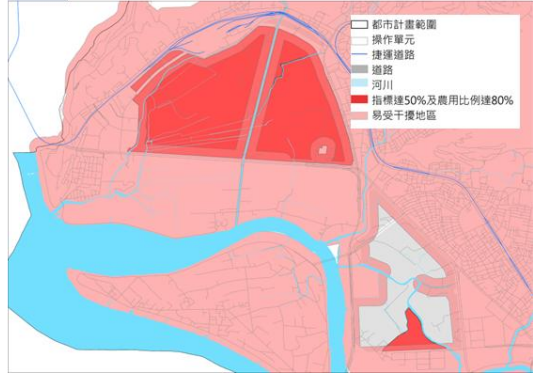 都市計畫範圍
操作單元
捷運道路
道路
河川
指標達50%及農用比例達80%
易受干擾地區